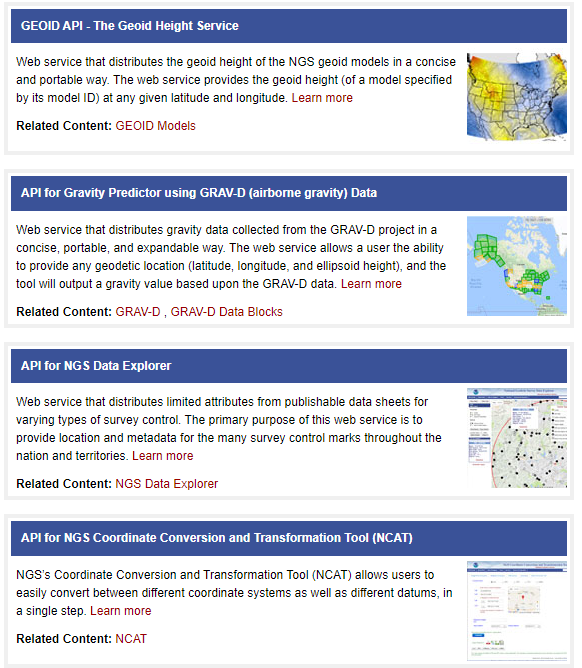 GEOID API - The Geoid Height Service
Web service that distributes the geoid height of the NGS geoid models in a concise
and portable way. The web service provides the geoid height (of a model specified
by its model ID) at any given latitude and longitude. Learn more
Related Content: GEOID Models
API for Gravity Predictor using GRAV-D (airborne gravity) Data
Web service that distributes gravity data collected from the GRAV-D project in a
concise, portable, and expandable way. The web service allows a user the ability
to provide any geodetic location (latitude, longitude, and ellipsoid height), and the
tool will output a gravity value based upon the GRAV-D data. Learn more
Related Content: GRAV-D , GRAV-D Data Blocks
API for NGS Data Explorer
Web service that distributes limited attributes from publishable data sheets for
varying types of survey control. The primary purpose of this web service is to
provide location and metadata for the many survey control marks throughout the
nation and territories. Learn more
Related Content: NGS Data Explorer
API for NGS Coordinate Conversion and Transformation Tool (NCAT)
NGS's Coordinate Conversion and Transformation Tool (NCAT) allows users to
easily convert between different coordinate systems as well as different datums, in
a single step. Learn more
Related Content: NCAT